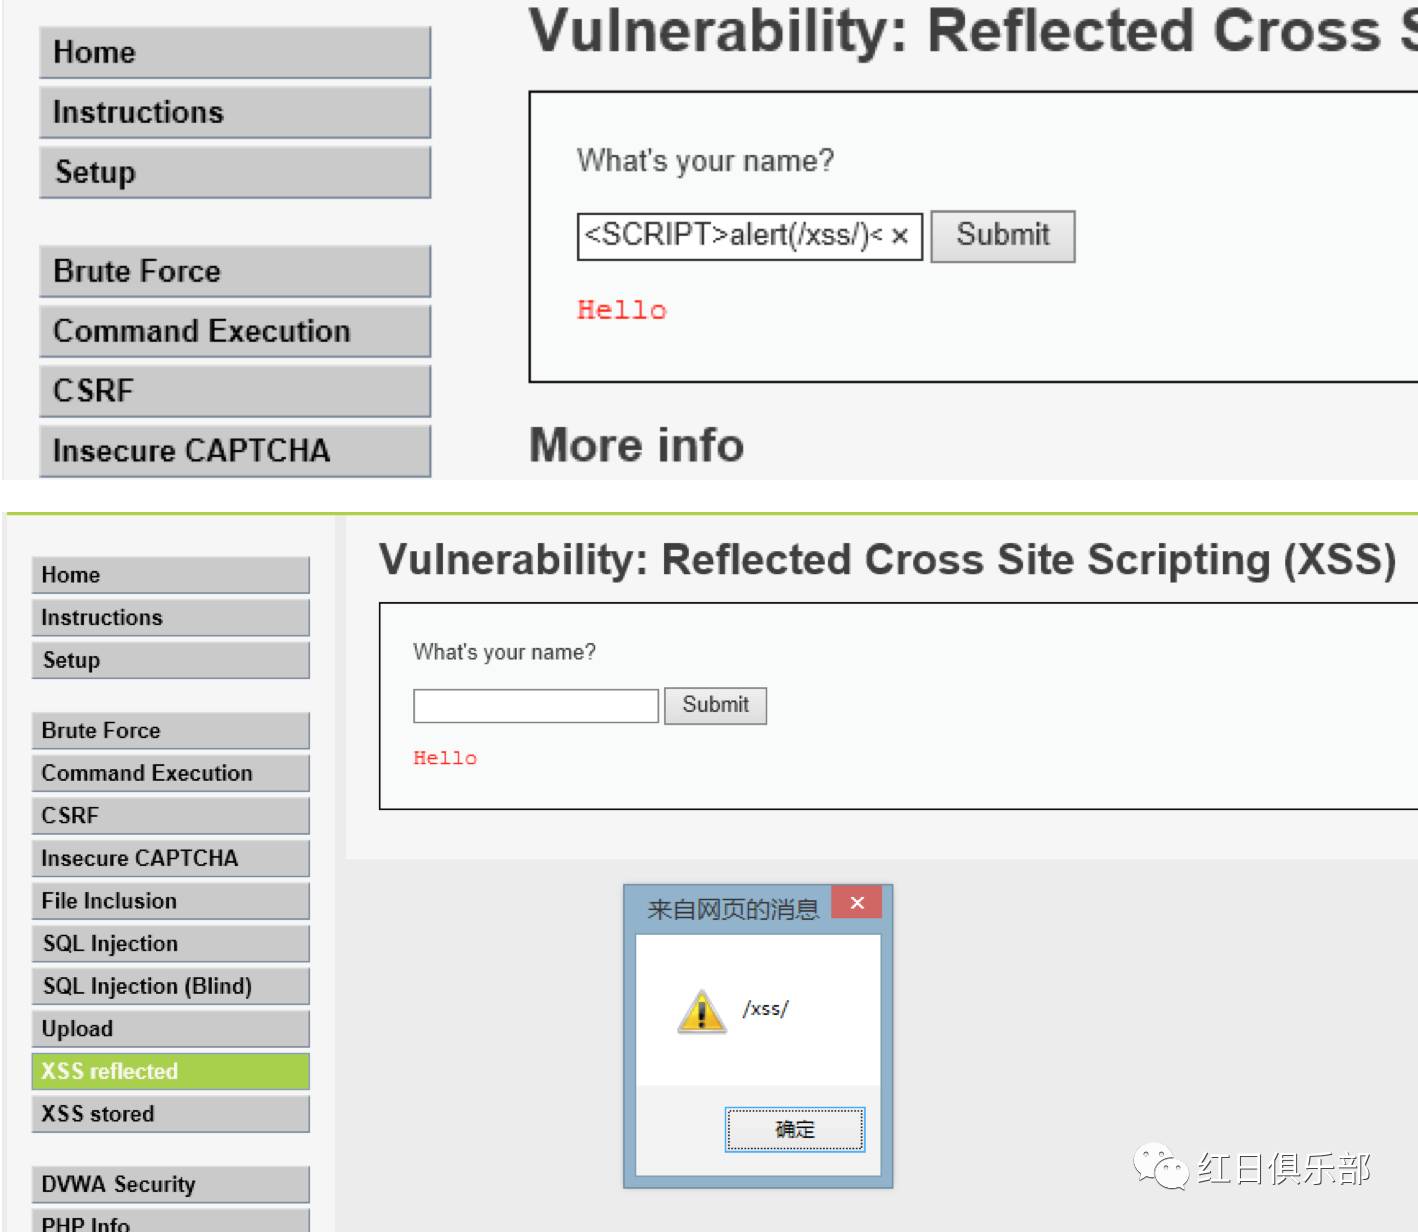 Vulnerability: Reflected Cross S
Home
Instructions
Setup
Brute Force
Command Execution
CSRF
Insecure CAPTCHA
What's your name?
<SCRIPT>alert(/xss/)< × Submit
Hello
More info
Vulnerability: Reflected Cross Site Scripting (XSS)
Home
Instructions
Setup
Brute Force
Command Execution
CSRF
Insecure CAPTCHA
File Inclusion
SQL Injection
SQL Injection (Blind)
Upload
XSS reflected
XSS stored
DVWA Security
PHP Info
What's your name?
Submit
Hello
来自网页的消息
/xss/
确定
红日俱乐部